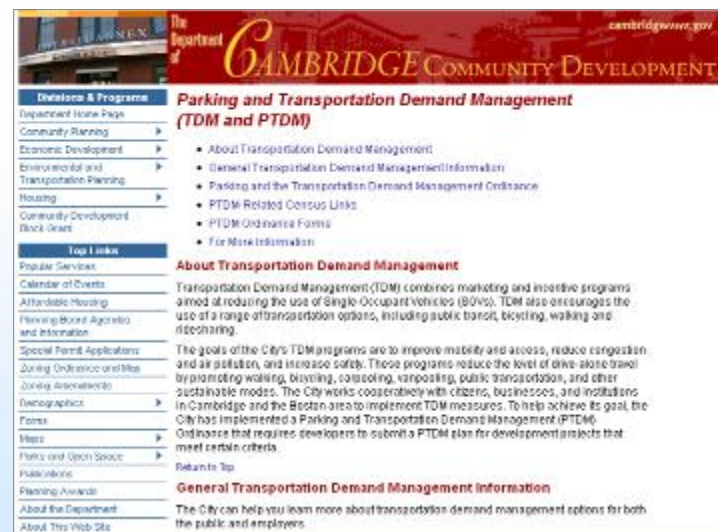 CITY HALL ANNEX
The
Department
of
CAMBRIDGE COMMUNITY DEVELOPMENT
cambridgema.gov
Divisions & Programs
Department Home Page
Community Planning
Economic Development
Environmental and
Transportation Planning
Housing
Community Development
Block Grant
Top Links
Popular Services
Calendar of Events
Affordable Housing
Planning Board Agendas
and Information
Special Permit Applications
Zoning Ordinance and Map
Zoning Amendments
Demographics
Forms
Maps
Parks and Open Space
Publications
Planning Awards
About the Department
About This Web Site
Parking and Transportation Demand Management
(TDM and PTDM)
• About Transportation Demand Management
• General Transportation Demand Management Information
• Parking and the Transportation Demand Management Ordinance
• PTDM-Related Census Links
• PTDM Ordinance Forms
• For More Information
About Transportation Demand Management
Transportation Demand Management (TDM) combines marketing and incentive programs
aimed at reducing the use of Single-Occupant Vehicles (SOVs). TDM also encourages the
use of a range of transportation options, including public transit, bicycling, walking and
ridesharing.
The goals of the City's TDM programs are to improve mobility and access, reduce congestion
and air pollution, and increase safety. These programs reduce the level of drive-alone travel
by promoting walking, bicycling, carpooling, vanpooling, public transportation, and other
sustainable modes. The City works cooperatively with citizens, businesses, and institutions
in Cambridge and the Boston area to implement TDM measures. To help achieve its goal, the
City has implemented a Parking and Transportation Demand Management (PTDM)
Ordinance that requires developers to submit a PTDM plan for development projects that
meet certain criteria.
Return to Top
General Transportation Demand Management Information
The City can help you learn more about transportation demand management options for both
the public and employers.